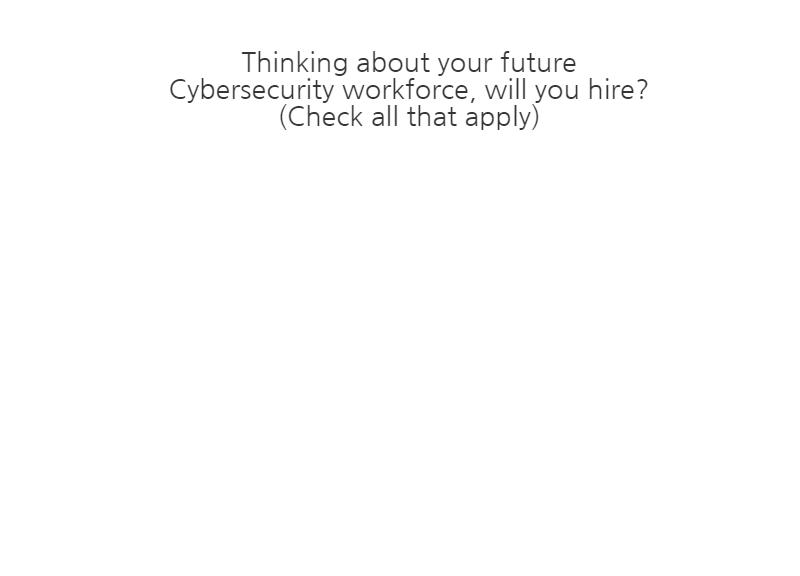 Thinking about your future
Cybersecurity workforce, will you hire?
(Check all that apply)